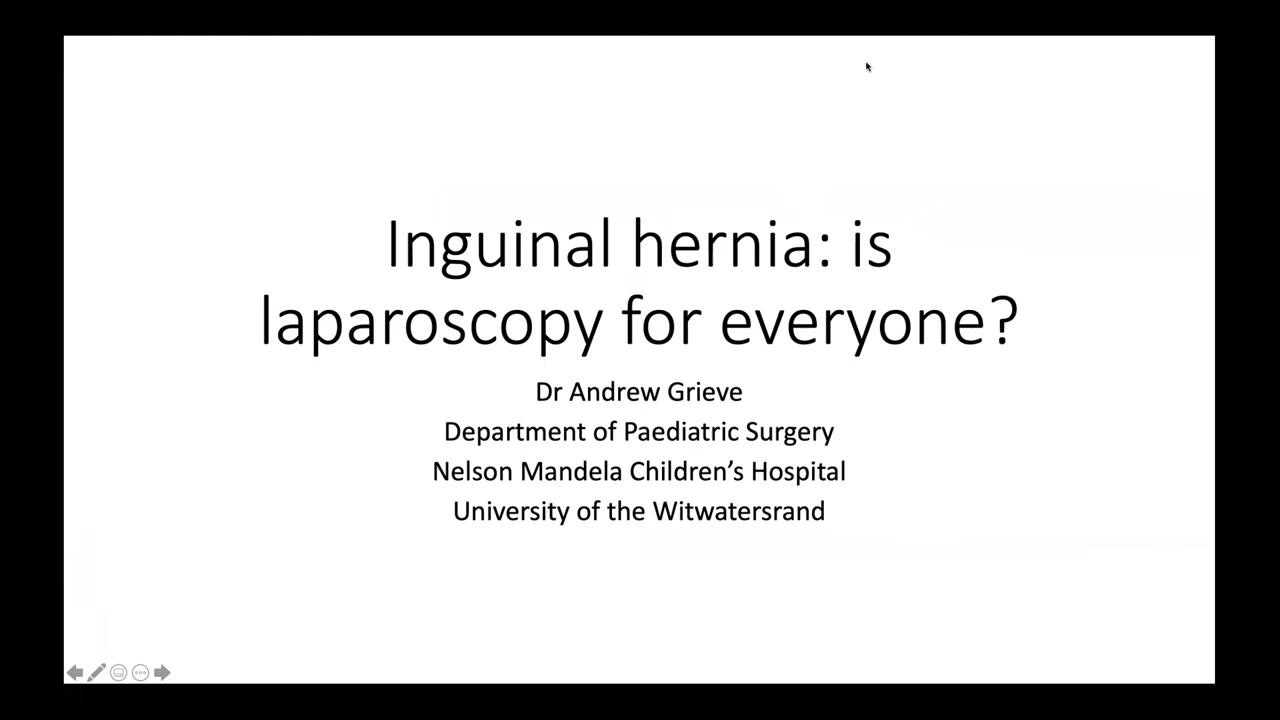 Inguinal hernia: is
laparoscopy for everyone?
Dr Andrew Grieve
Department of Paediatric Surgery
Nelson Mandela Children’s Hospital
University of the Witwatersrand